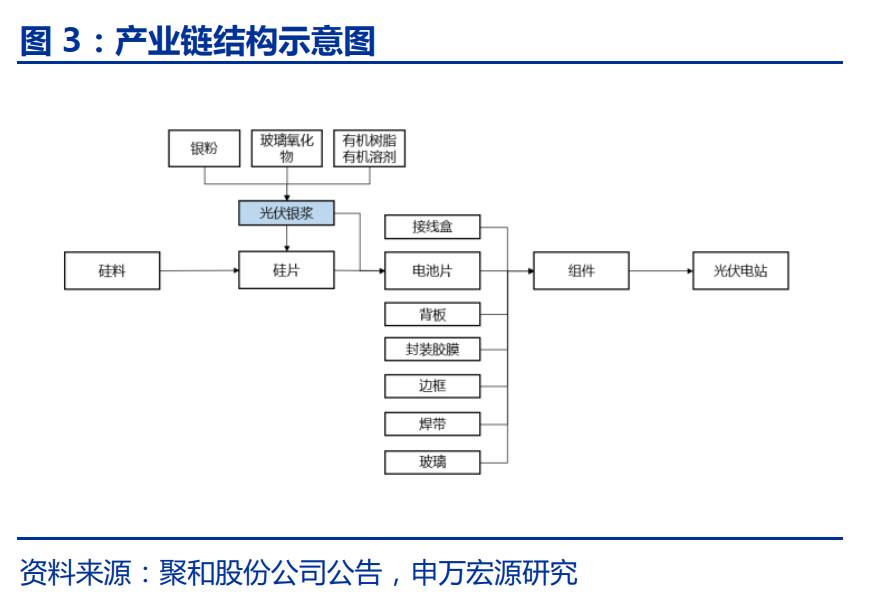 图 3：产业链结构示意图
银粉
玻璃氧化
物
有机树脂
有机溶剂
光伏银浆
接线盒
硅料
硅片
电池片
组件
光伏电站
背板
封装胶膜
边框
焊带
玻璃
资料来源：聚和股份公司公告，申万宏源研究